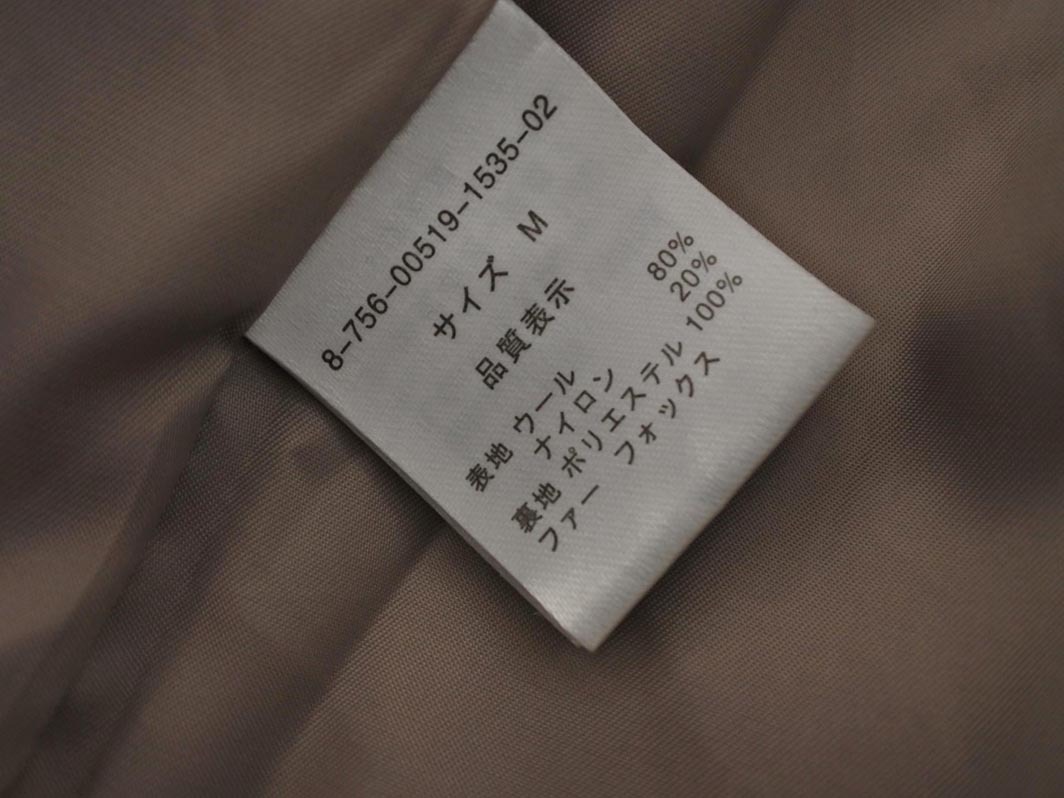 8-756-00519-1535-02
サイズ M
品質表示
表地 ウール 80%
ナイロン 20%
裏地 ポリエステル 100%
ファー フォックス